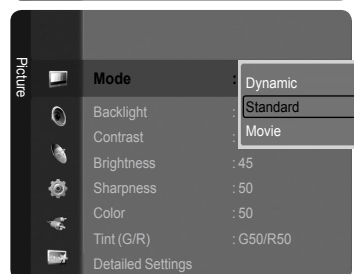 Picture
Mode : Dynamic
Standard
Movie
Backlight :
Contrast :
Brightness : 45
Sharpness : 50
Color : 50
Tint (G/R) : G50/R50
Detailed Settings